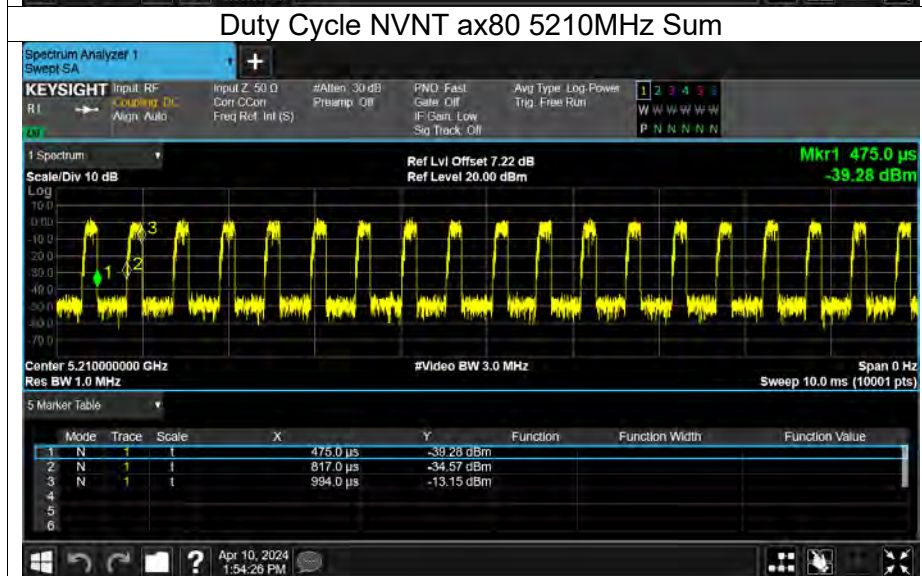 Duty Cycle NVNT ax80 5210MHz Sum
Spectrum Analyzer 1
Swept SA
+
KEYSIGHT Input: RF Input Z: 50 Ω #Atten: 30 dB PNO: Fast Avg Type: Log-Power 1 2 3 4 5 6
R L Coupling: DC Corr CCorr Preamp: Off Gate: Off Trig: Free Run W W W W W W
Align: Auto Freq Ref: Int (S) IF Gain: Low
Sig Track: Off P N N N N N
1 Spectrum Ref Lvl Offset 7.22 dB Mkr1 475.0 µs
Scale/Div 10 dB Ref Level 20.00 dBm -39.28 dBm
Log
10.0
0.00
-10.0
-20.0
-30.0
-40.0
-50.0
-60.0
-70.0
1
2
3
Center 5.210000000 GHz #Video BW 3.0 MHz Span 0 Hz
Res BW 1.0 MHz Sweep 10.0 ms (10001 pts)
5 Marker Table
Mode Trace Scale X Y Function Function Width Function Value
1 N 1 t 475.0 µs -39.28 dBm
2 N 1 t 817.0 µs -34.57 dBm
3 N 1 t 994.0 µs -13.15 dBm
4
5
6
? Apr 10, 2024
1:54:26 PM